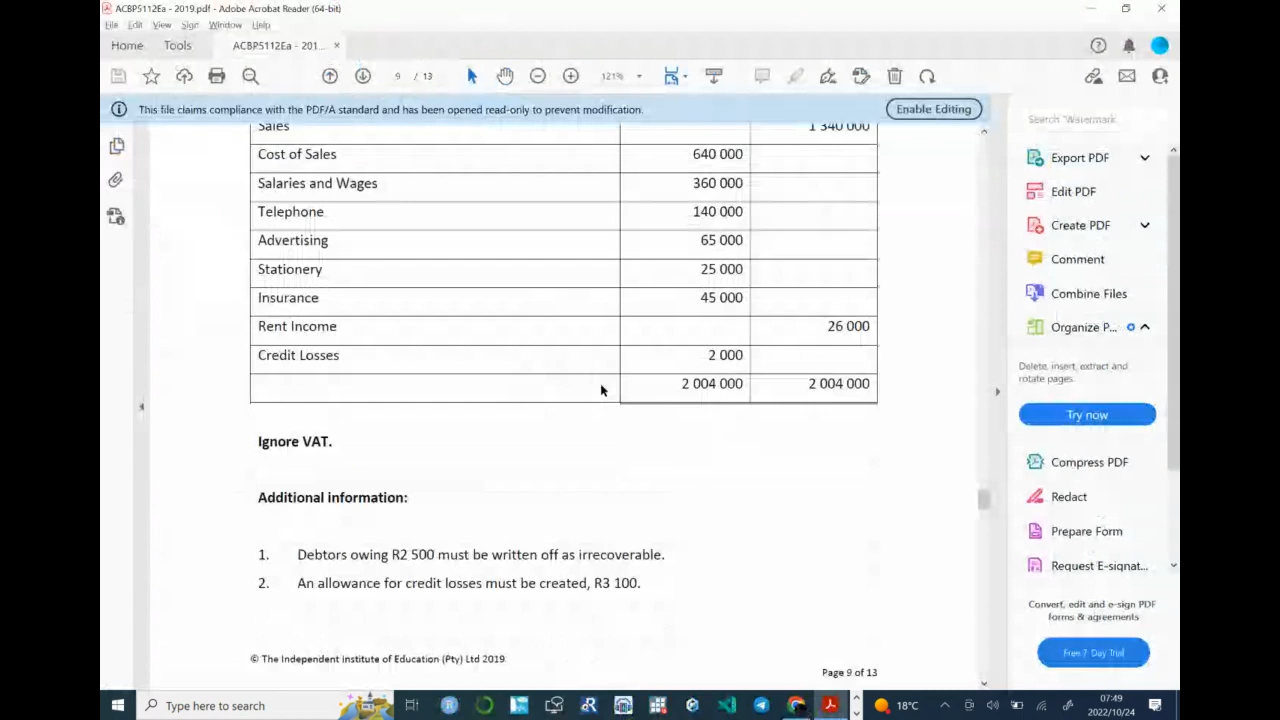 ACBP5112Ea - 2019.pdf - Adobe Acrobat Reader (64-bit)
File Edit View Sign Window Help
Home Tools ACBP5112Ea - 201... ×
9 / 13 121%
This file claims compliance with the PDF/A standard and has been opened read-only to prevent modification. Enable Editing
Sales 1 340 000
Cost of Sales 640 000
Salaries and Wages 360 000
Telephone 140 000
Advertising 65 000
Stationery 25 000
Insurance 45 000
Rent Income 26 000
Credit Losses 2 000
2 004 000 2 004 000
Ignore VAT.
Additional information:
1. Debtors owing R2 500 must be written off as irrecoverable.
2. An allowance for credit losses must be created, R3 100.
© The Independent Institute of Education (Pty) Ltd 2019
Page 9 of 13
Search "Watermark
Export PDF
Edit PDF
Create PDF
Comment
Combine Files
Organize P...
Delete, insert, extract and
rotate pages.
Try now
Compress PDF
Redact
Prepare Form
Request E-signat...
Convert, edit and e-sign PDF
forms & agreements
Free 7 Day Trial
Type here to search
18°C
07:49
2022/10/24